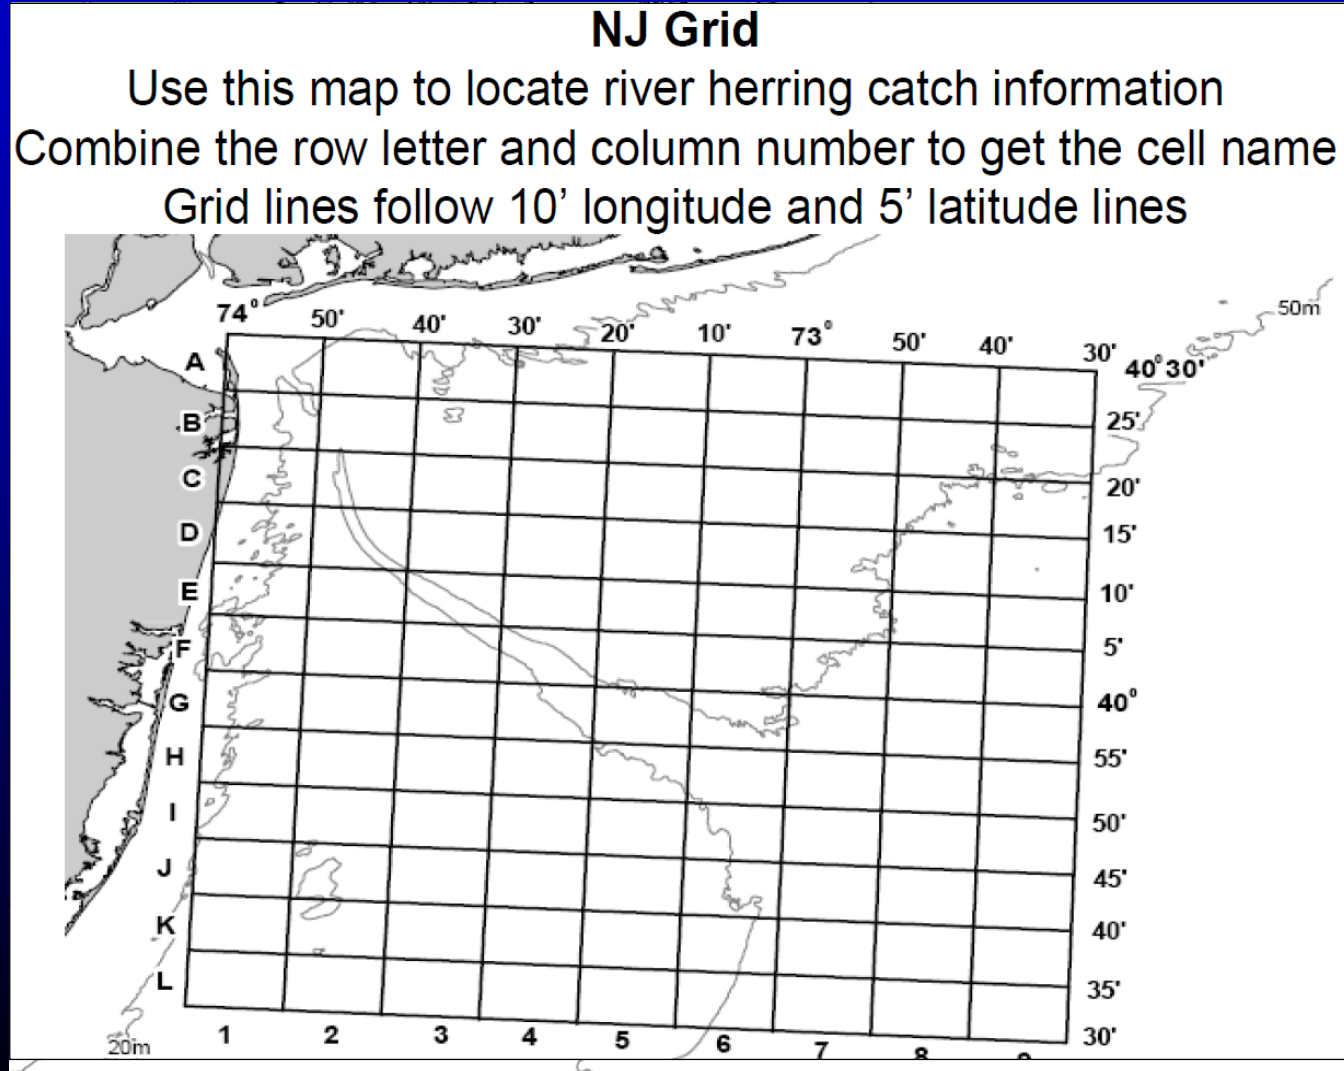 NJ Grid
Use this map to locate river herring catch information
Combine the row letter and column number to get the cell name
Grid lines follow 10’ longitude and 5’ latitude lines
50m
74° 50' 40' 30' 20' 10' 73° 50' 40' 30'
40°30'
A
25'
B
20'
C
15'
D
10'
E
5'
F
40°
G
55'
H
50'
I
45'
J
40'
K
35'
L
30'
1 2 3 4 5 6 7 8 9
20m